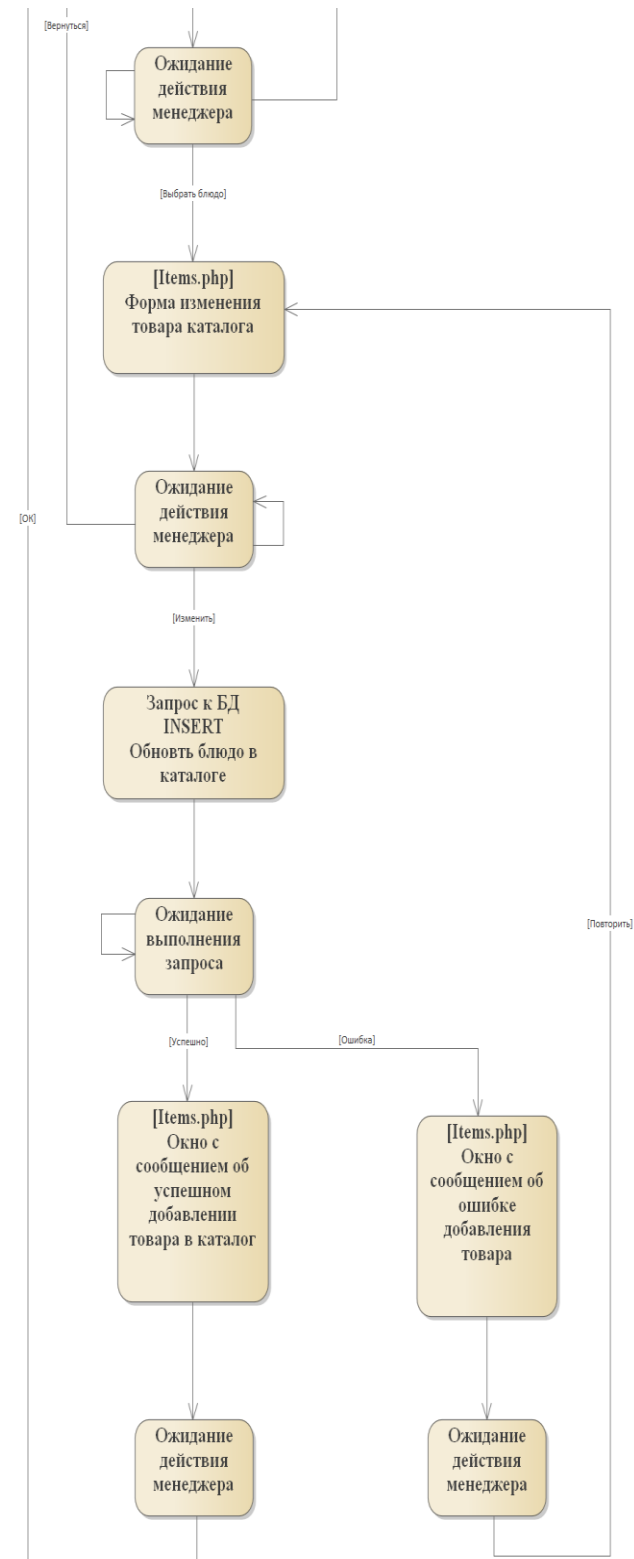 [Вернуться]
Ожидание
действия
менеджера
[Выбрать блюдо]
[Items.php]
Форма изменения
товара каталога
Ожидание
действия
менеджера
[OK]
[Изменить]
Запрос к БД
INSERT
Обновть блюдо в
каталоге
Ожидание
выполнения
запроса
[Повторить]
[Успешно]
[Ошибка]
[Items.php]
Окно с
сообщением об
успешном
добавлении
товара в каталог
[Items.php]
Окно с
сообщением об
ошибке
добавления
товара
Ожидание
действия
менеджера
Ожидание
действия
менеджера